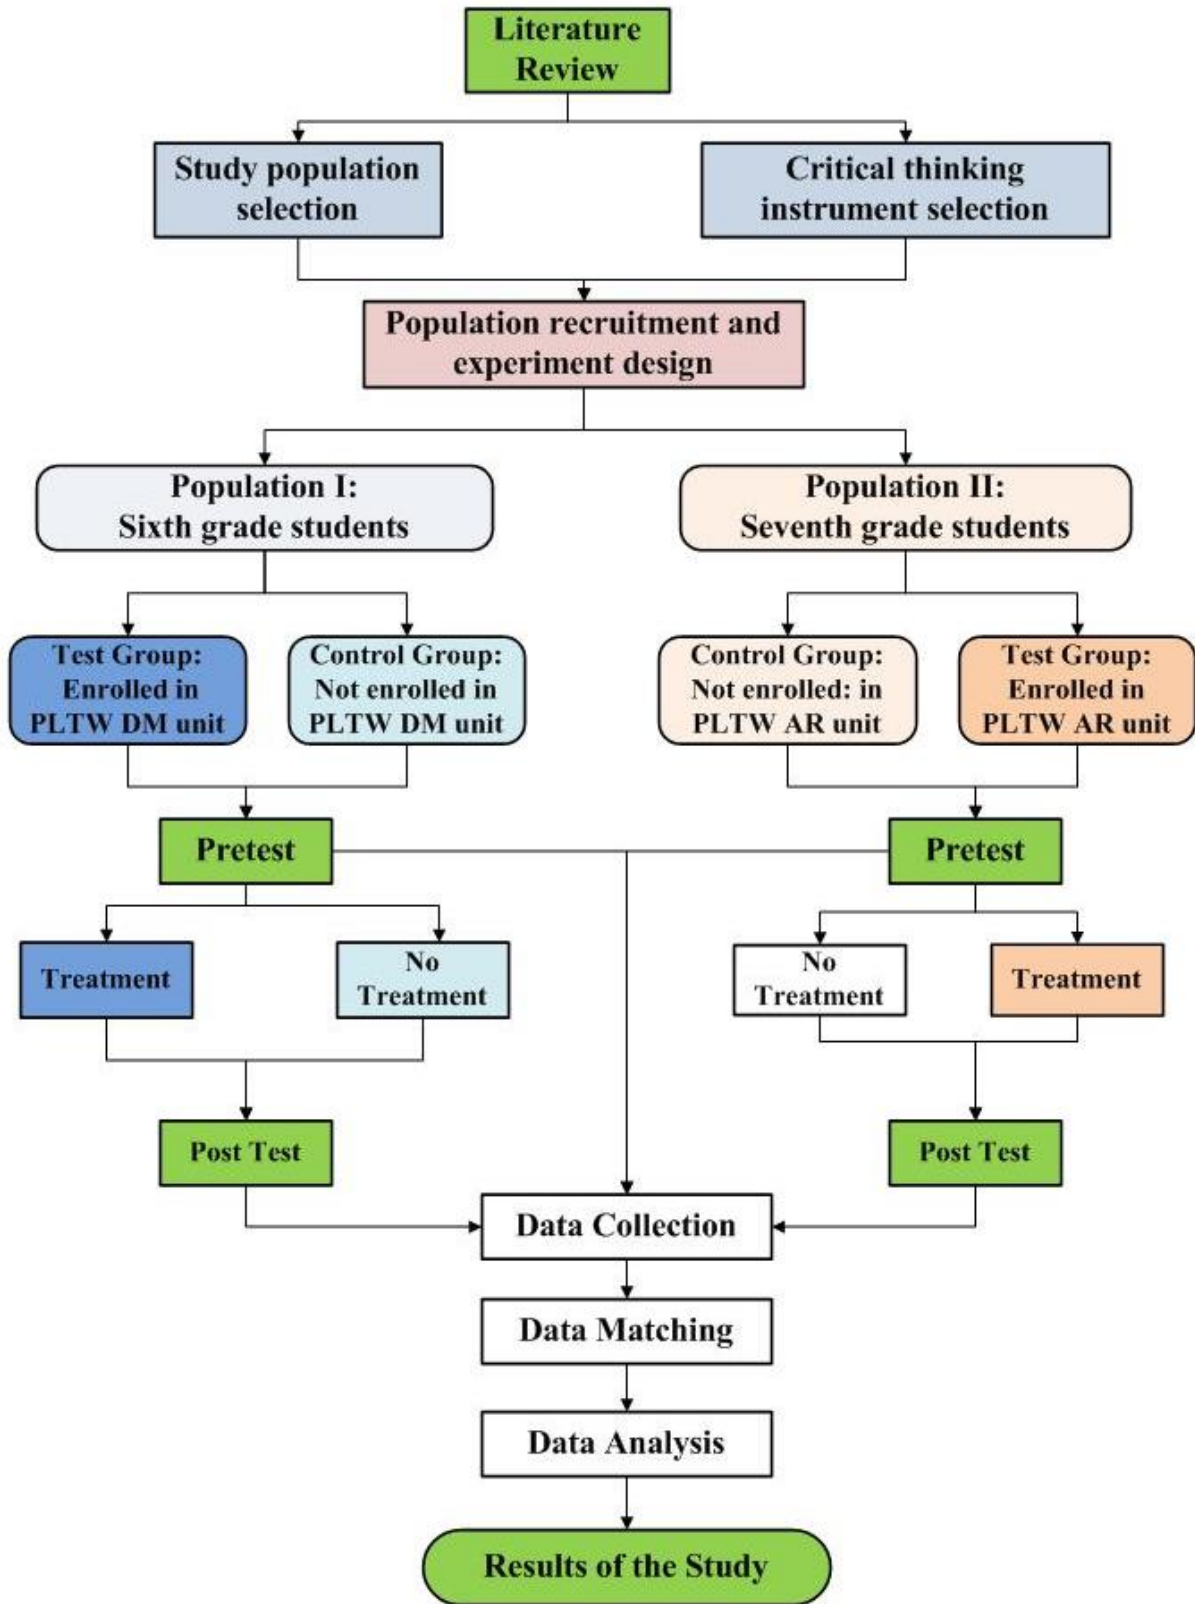 Literature
Review
Study population
selection
Critical thinking
instrument selection
Population recruitment and
experiment design
Population I:
Sixth grade students
Population II:
Seventh grade students
Test Group:
Enrolled in
PLTW DM unit
Control Group:
Not enrolled in
PLTW DM unit
Control Group:
Not enrolled: in
PLTW AR unit
Test Group:
Enrolled in
PLTW AR unit
Pretest
Pretest
Treatment
No
Treatment
No
Treatment
Treatment
Post Test
Post Test
Data Collection
Data Matching
Data Analysis
Results of the Study